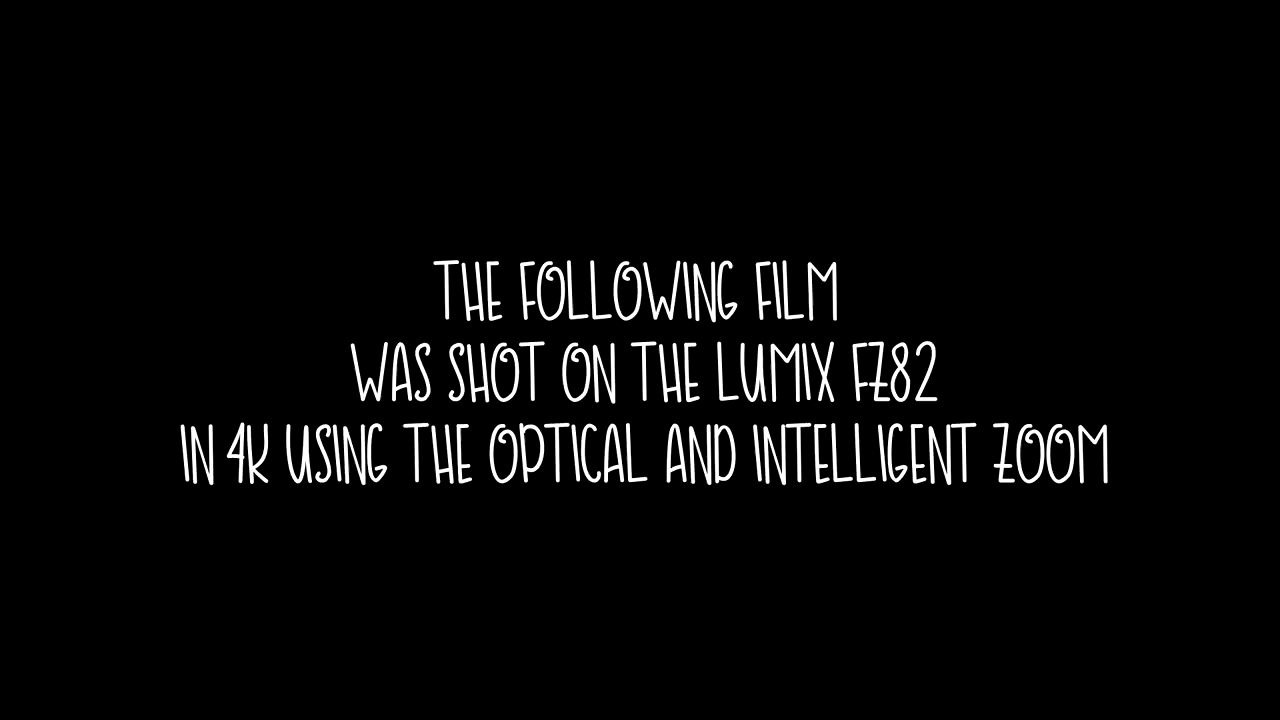 THE FOLLOWING FILM
WAS SHOT ON THE LUMIX FZ82
IN 4K USING THE OPTICAL AND INTELLIGENT ZOOM